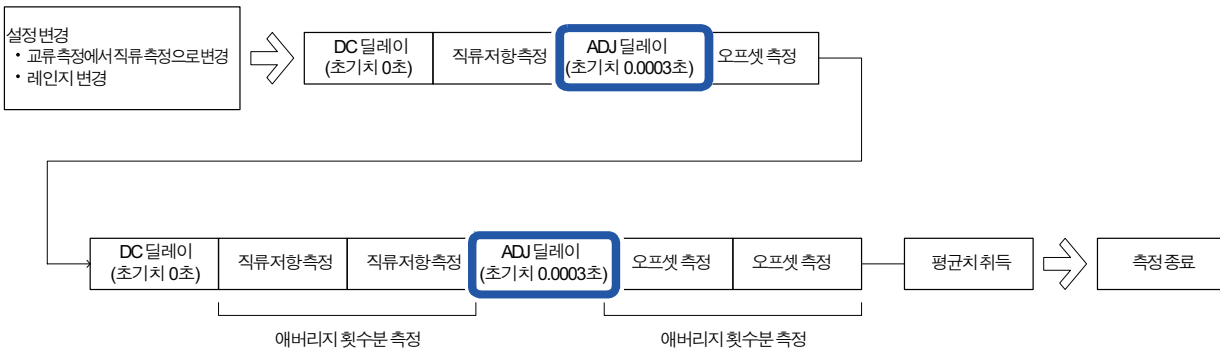 설정 변경
• 교류 측정에서 직류 측정으로 변경
• 레인지 변경
DC 딜레이
(초기치 0초)
직류저항 측정
ADJ 딜레이
(초기치 0.0003초)
오프셋 측정
DC 딜레이
(초기치 0초)
직류저항 측정
직류저항 측정
ADJ 딜레이
(초기치 0.0003초)
오프셋 측정
오프셋 측정
평균치 취득
측정 종료
애버리지 횟수분 측정
애버리지 횟수분 측정